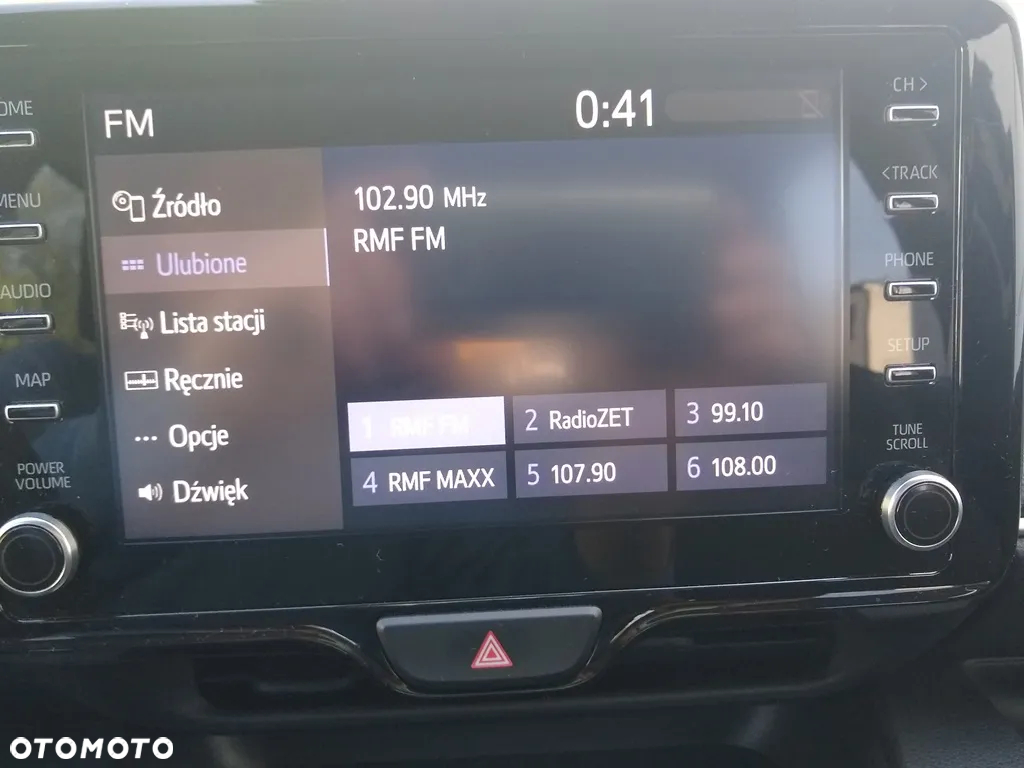 FM
0:41
Źródło
Ulubione
Lista stacji
Ręcznie
Opcje
Dźwięk
102.90 MHz
RMF FM
1 RMF FM
2 RadioZET
3 99.10
4 RMF MAXX
5 107.90
6 108.00
OME
MENU
AUDIO
MAP
POWER
VOLUME
CH >
<TRACK
PHONE
SETUP
TUNE
SCROLL
OTOMOTO